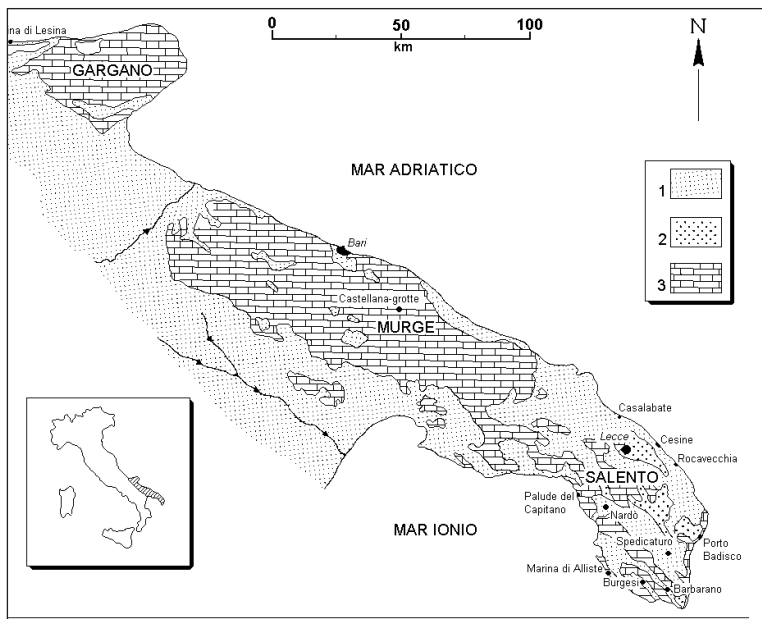 0 50 100
km
N
na di Lesina
GARGANO
MAR ADRIATICO
1
2
3
Bari
Castellana-grotte
MURGE
Casalabate
Lecce
Cesine
Rocavecchia
SALENTO
Palude del
Capitano
Nardò
MAR IONIO
Spedicaturo
Porto
Badisco
Marina di Alliste
Burgesi
Barbarano